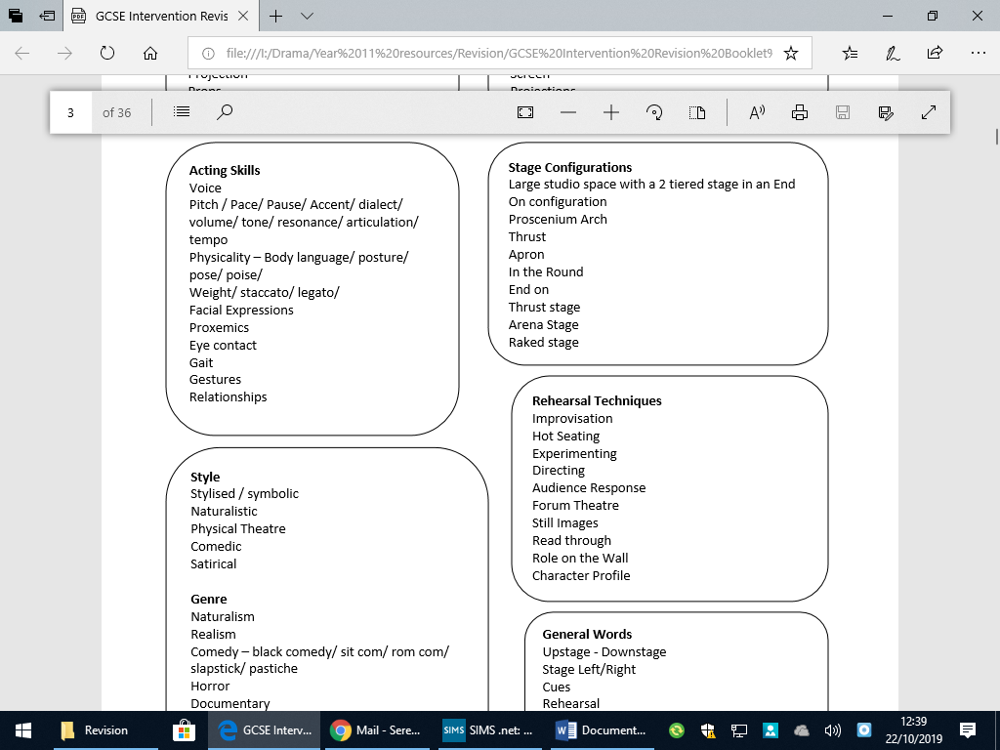 GCSE Intervention Revis
file:///I:/Drama/Year%2011%20resources/Revision/GCSE%20Intervention%20Revision%20Booklet%
Projection
Screen
Props
Projections
3 of 36
Acting Skills
Voice
Pitch / Pace/ Pause/ Accent/ dialect/
volume/ tone/ resonance/ articulation/
tempo
Physicality – Body language/ posture/
pose/ poise/
Weight/ staccato/ legato/
Facial Expressions
Proxemics
Eye contact
Gait
Gestures
Relationships
Stage Configurations
Large studio space with a 2 tiered stage in an End
On configuration
Proscenium Arch
Thrust
Apron
In the Round
End on
Thrust stage
Arena Stage
Raked stage
Rehearsal Techniques
Improvisation
Hot Seating
Experimenting
Directing
Audience Response
Forum Theatre
Still Images
Read through
Role on the Wall
Character Profile
Style
Stylised / symbolic
Naturalistic
Physical Theatre
Comedic
Satirical
Genre
Naturalism
Realism
Comedy – black comedy/ sit com/ rom com/
slapstick/ pastiche
Horror
Documentary
General Words
Upstage - Downstage
Stage Left/Right
Cues
Rehearsal
Revision
GCSE Interv...
Mail - Sere...
SIMS
SIMS .net: ...
Document...
12:39
22/10/2019